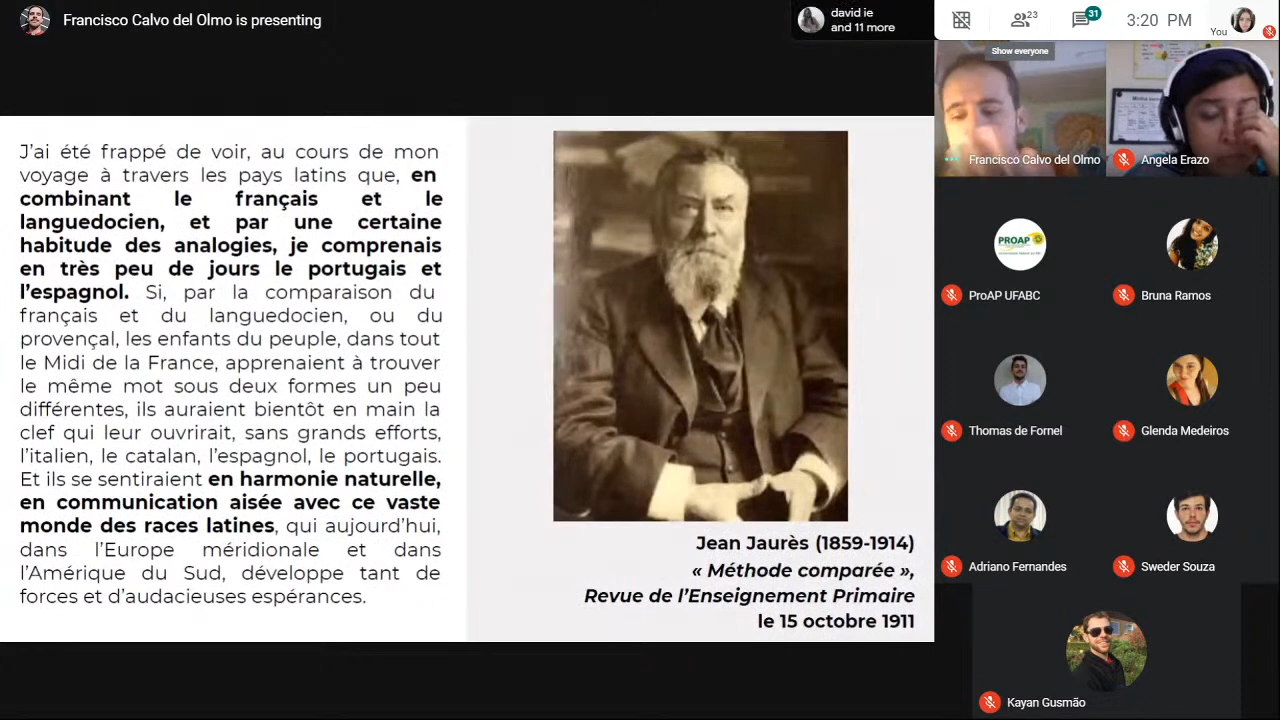 Francisco Calvo del Olmo is presenting
david ie
and 11 more
23
31
3:20 PM
You
Show everyone
J’ai été frappé de voir, au cours de mon
voyage à travers les pays latins que, en
combinant le français et le
languedocien, et par une certaine
habitude des analogies, je comprenais
en très peu de jours le portugais et
l’espagnol. Si, par la comparaison du
français et du languedocien, ou du
provençal, les enfants du peuple, dans tout
le Midi de la France, apprenaient à trouver
le même mot sous deux formes un peu
différentes, ils auraient bientôt en main la
clef qui leur ouvrirait, sans grands efforts,
l’italien, le catalan, l’espagnol, le portugais.
Et ils se sentiraient en harmonie naturelle,
en communication aisée avec ce vaste
monde des races latines, qui aujourd’hui,
dans l’Europe méridionale et dans
l’Amérique du Sud, développe tant de
forces et d’audacieuses espérances.
Jean Jaurès (1859-1914)
« Méthode comparée »,
Revue de l’Enseignement Primaire
le 15 octobre 1911
Francisco Calvo del Olmo
Angela Erazo
PROAP
ProAP UFABC
Bruna Ramos
Thomas de Fornel
Glenda Medeiros
Adriano Fernandes
Sweder Souza
Kayan Gusmão